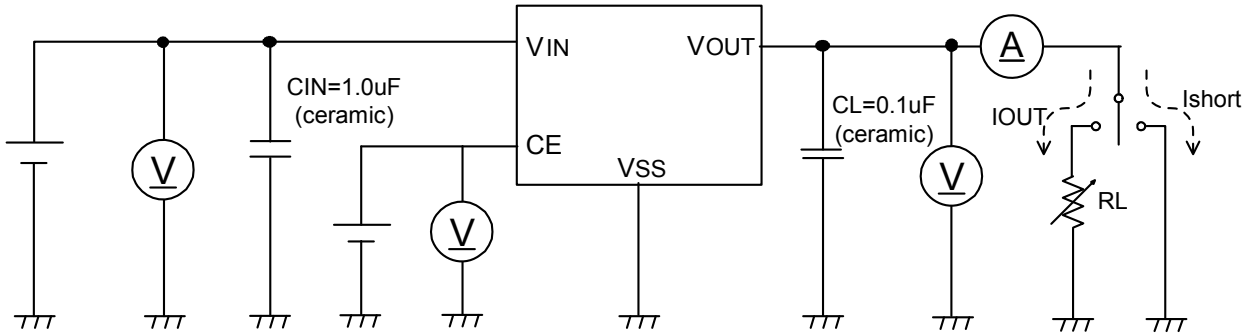 VIN
VOUT
A
CIN=1.0uF
(ceramic)
CL=0.1uF
(ceramic)
IOUT
Ishort
V
CE
VSS
V
V
RL